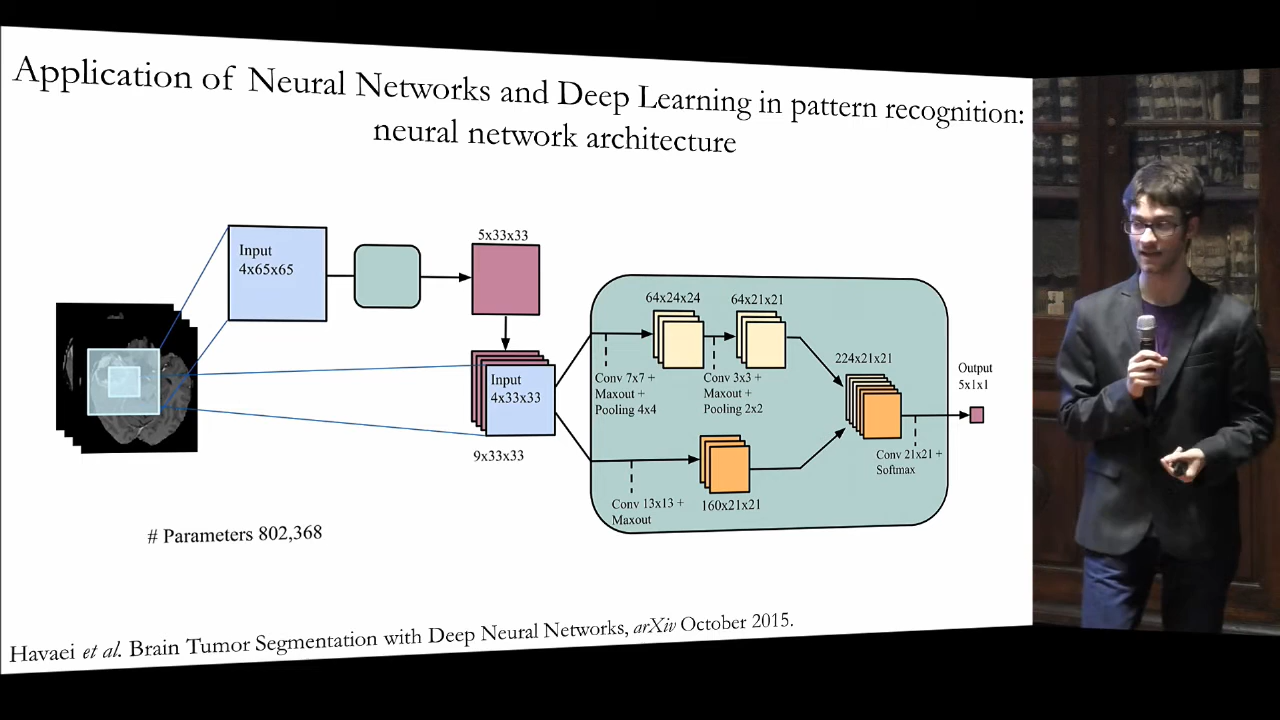 Application of Neural Networks and Deep Learning in pattern recognition:
neural network architecture
Input
4x65x65
5x33x33
Input
4x33x33
9x33x33
64x24x24
64x21x21
Conv 7x7 +
Maxout +
Pooling 4x4
Conv 3x3 +
Maxout +
Pooling 2x2
224x21x21
Conv 13x13 +
Maxout
160x21x21
Conv 21x21 +
Softmax
Output
5x1x1
# Parameters 802,368
Havaei et al. Brain Tumor Segmentation with Deep Neural Networks, arXiv October 2015.